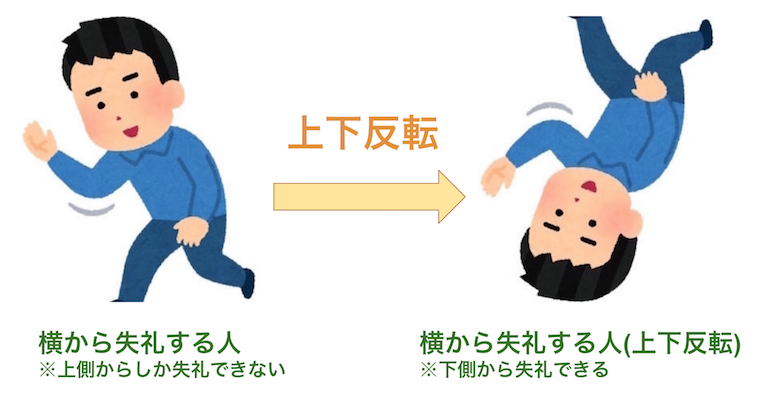 上下反転
横から失礼する人
※上側からしか失礼できない
横から失礼する人(上下反転)
※下側から失礼できる